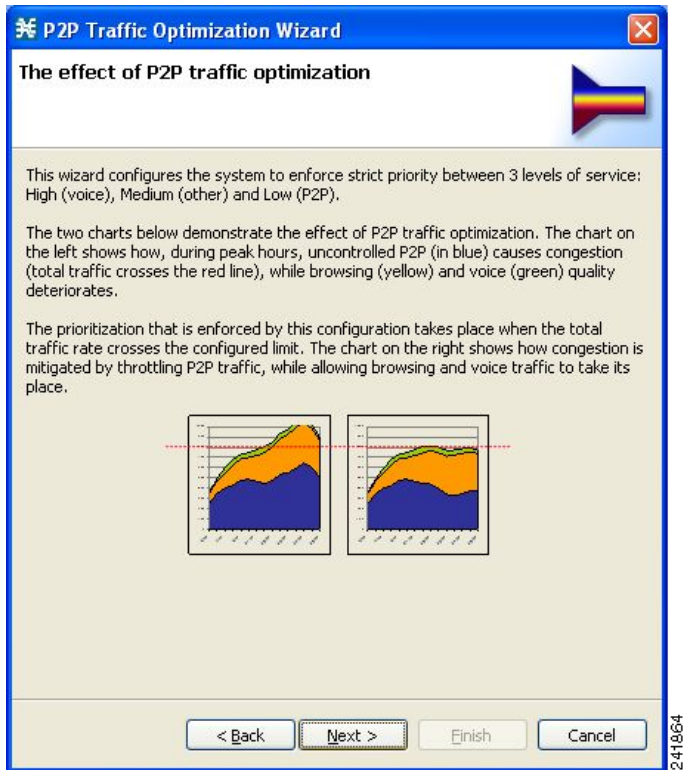 P2P Traffic Optimization Wizard
The effect of P2P traffic optimization
This wizard configures the system to enforce strict priority between 3 levels of service:
High (voice), Medium (other) and Low (P2P).
The two charts below demonstrate the effect of P2P traffic optimization. The chart on
the left shows how, during peak hours, uncontrolled P2P (in blue) causes congestion
(total traffic crosses the red line), while browsing (yellow) and voice (green) quality
deteriorates.
The prioritization that is enforced by this configuration takes place when the total
traffic rate crosses the configured limit. The chart on the right shows how congestion is
mitigated by throttling P2P traffic, while allowing browsing and voice traffic to take its
place.
< Back
Next >
Finish
Cancel
241864